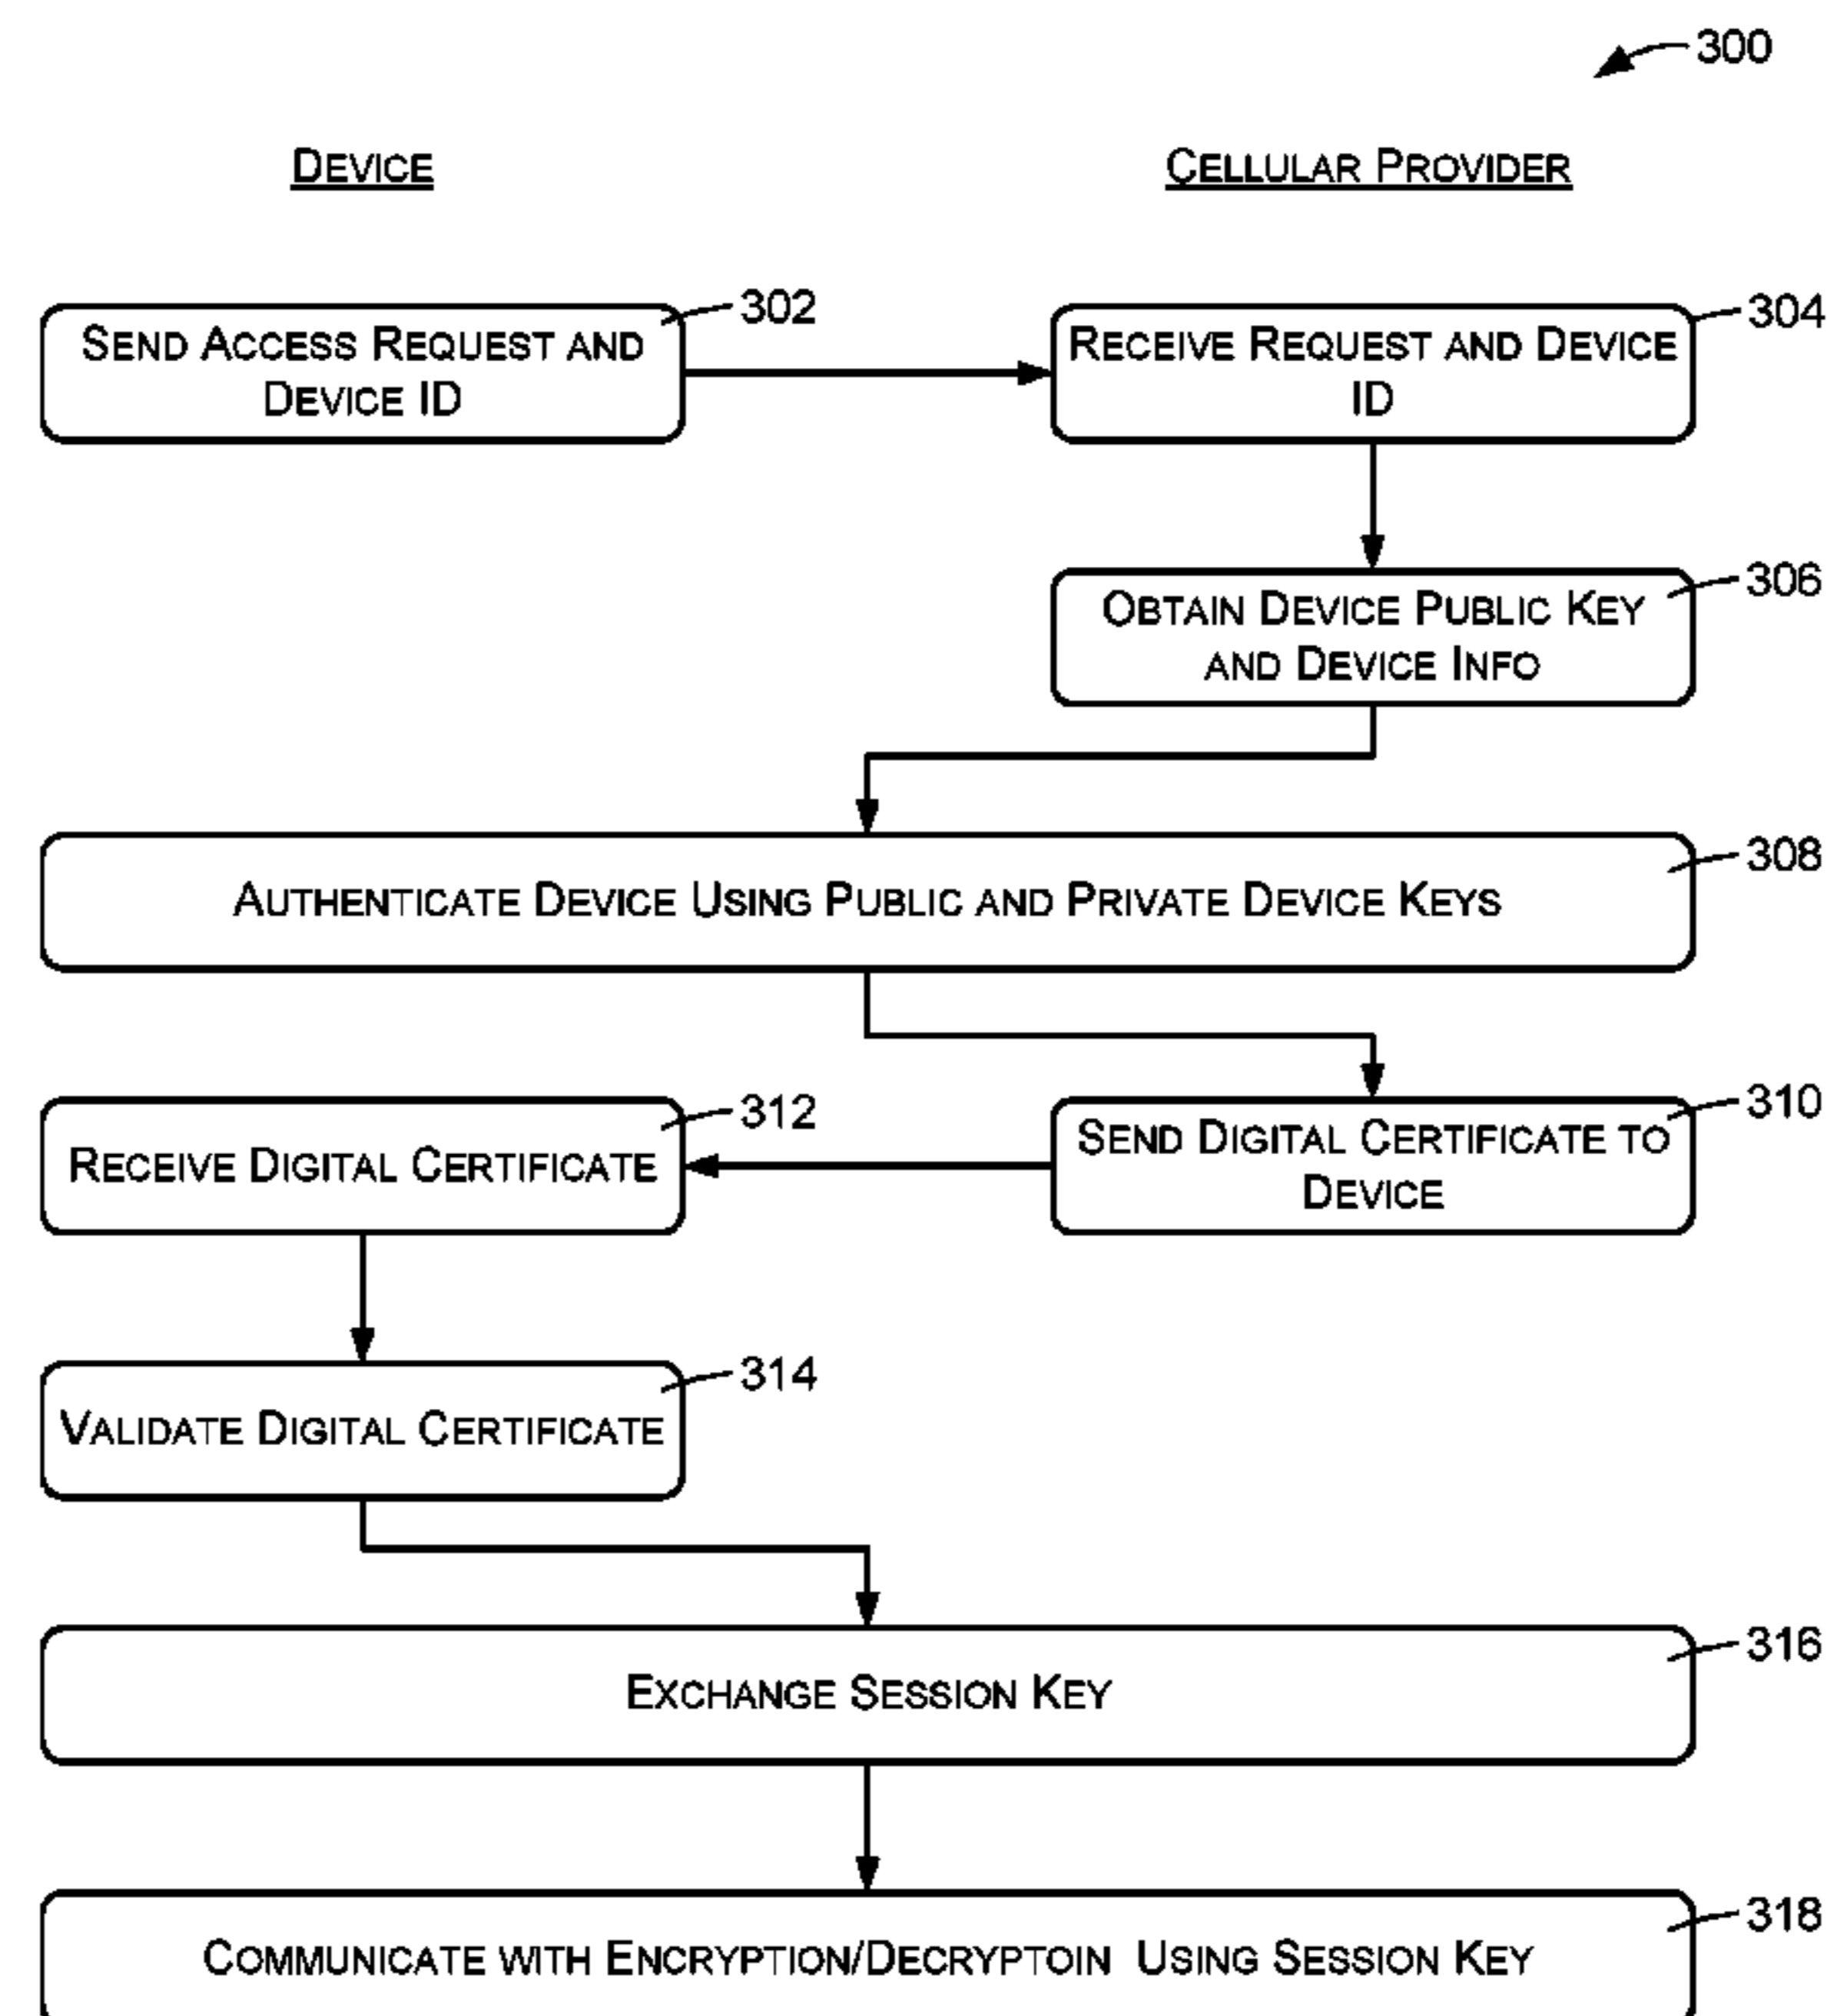 300
DEVICE
CELLULAR PROVIDER
302
SEND ACCESS REQUEST AND
DEVICE ID
304
RECEIVE REQUEST AND DEVICE
ID
306
OBTAIN DEVICE PUBLIC KEY
AND DEVICE INFO
308
AUTHENTICATE DEVICE USING PUBLIC AND PRIVATE DEVICE KEYS
310
SEND DIGITAL CERTIFICATE TO
DEVICE
312
RECEIVE DIGITAL CERTIFICATE
314
VALIDATE DIGITAL CERTIFICATE
316
EXCHANGE SESSION KEY
318
COMMUNICATE WITH ENCRYPTION/DECRYPTOIN USING SESSION KEY